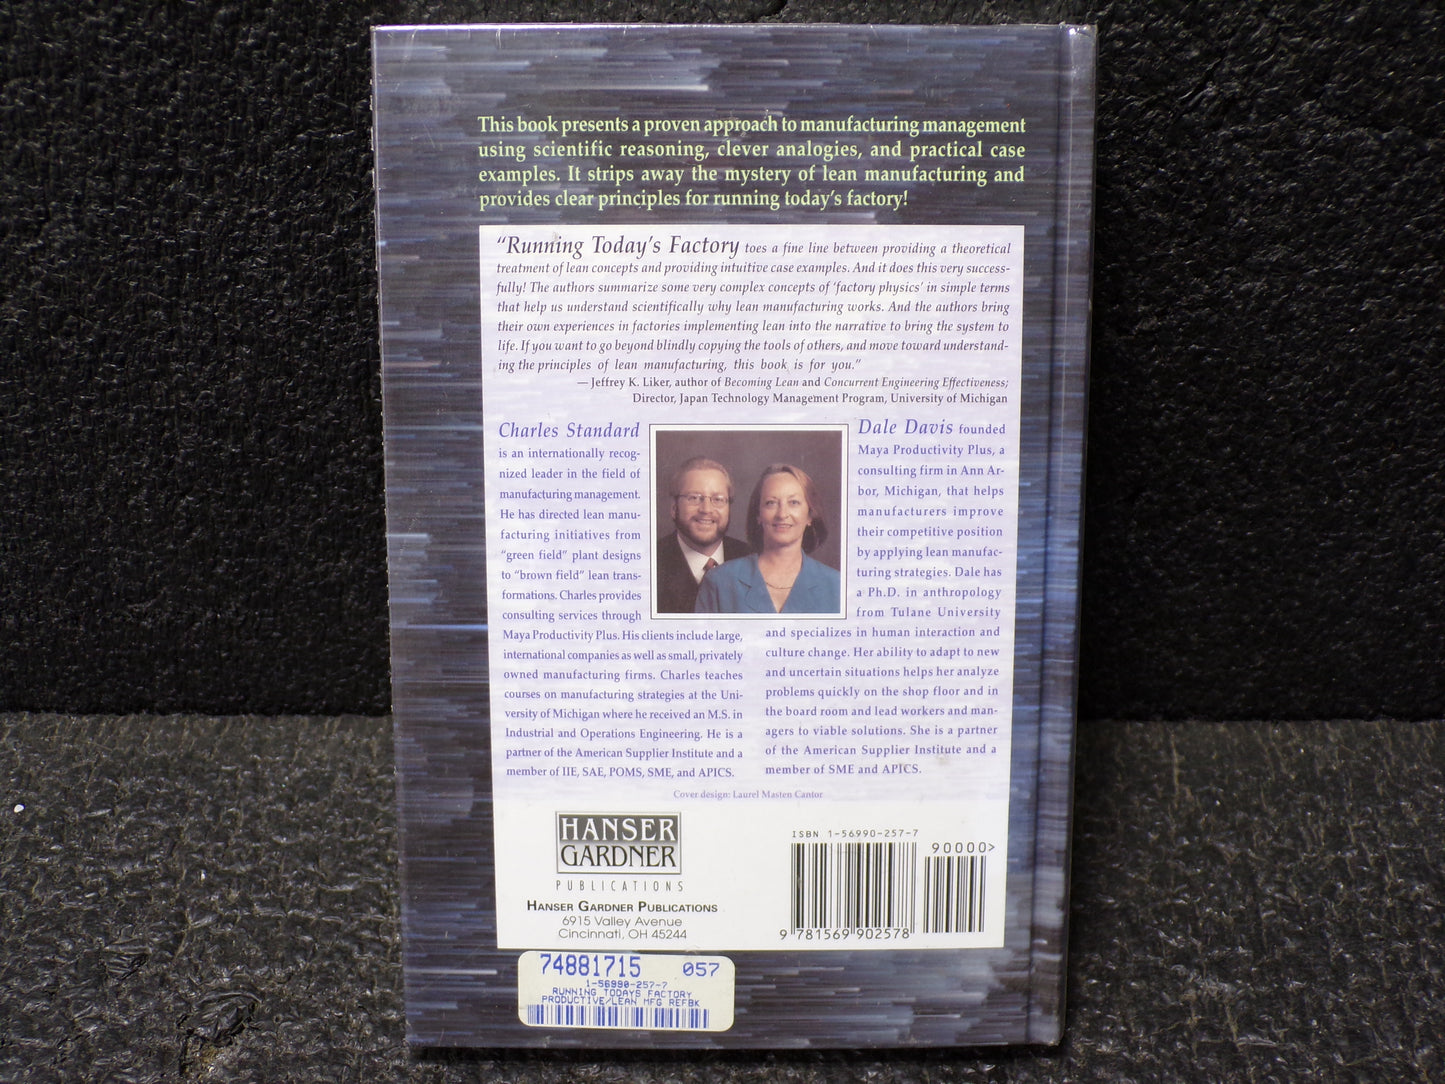 This book presents a proven approach to manufacturing management
using scientific reasoning, clever analogies, and practical case
examples. It strips away the mystery of lean manufacturing and
provides clear principles for running today's factory!
“Running Today's Factory toes a fine line between providing a theoretical
treatment of lean concepts and providing intuitive case examples. And it does this very success-
fully! The authors summarize some very complex concepts of ‘factory physics’ in simple terms
that help us understand scientifically why lean manufacturing works. And the authors bring
their own experiences in factories implementing lean into the narrative to bring the system to
life. If you want to go beyond blindly copying the tools of others, and move toward understand-
ing the principles of lean manufacturing, this book is for you.”
— Jeffrey K. Liker, author of Becoming Lean and Concurrent Engineering Effectiveness;
Director, Japan Technology Management Program, University of Michigan
Charles Standard
is an internationally recog-
nized leader in the field of
manufacturing management.
He has directed lean manu-
facturing initiatives from
“green field” plant designs
to “brown field” lean trans-
formations. Charles provides
consulting services through
Maya Productivity Plus. His clients include large,
international companies as well as small, privately
owned manufacturing firms. Charles teaches
courses on manufacturing strategies at the Uni-
versity of Michigan where he received an M.S. in
Industrial and Operations Engineering. He is a
partner of the American Supplier Institute and a
member of IIE, SAE, POMS, SME, and APICS.
Dale Davis founded
Maya Productivity Plus, a
consulting firm in Ann Ar-
bor, Michigan, that helps
manufacturers improve
their competitive position
by applying lean manufac-
turing strategies. Dale has
a Ph.D. in anthropology
from Tulane University
and specializes in human interaction and
culture change. Her ability to adapt to new
and uncertain situations helps her analyze
problems quickly on the shop floor and in
the board room and lead workers and man-
agers to viable solutions. She is a partner
of the American Supplier Institute and a
member of SME and APICS.
Cover design: Laurel Masten Cantor
HANSER
GARDNER
PUBLICATIONS
HANSER GARDNER PUBLICATIONS
6915 Valley Avenue
Cincinnati, OH 45244
ISBN 1-56990-257-7
90000>
9 781569 902578
74881715 057
1-56990-257-7
RUNNING TODAYS FACTORY
PRODUCTIVE/LEAN MFG REFBK